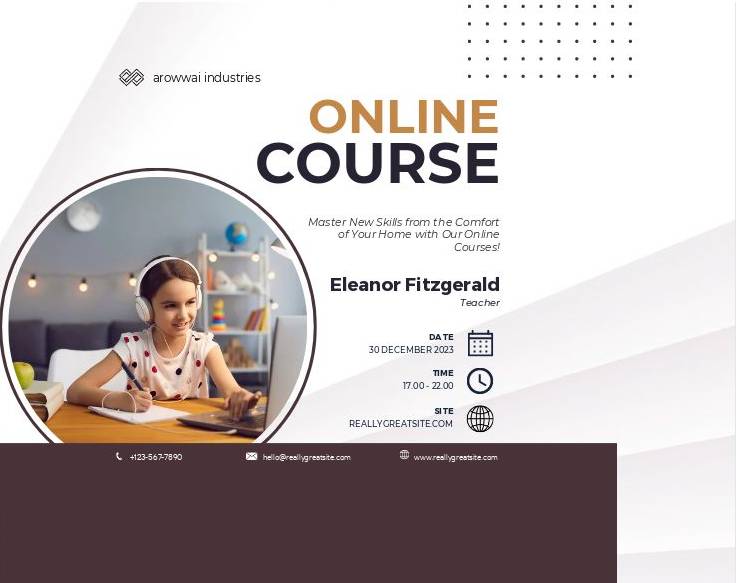 arowwai industries
ONLINE
COURSE
Master New Skills from the Comfort
of Your Home with Our Online
Courses!
Eleanor Fitzgerald
Teacher
DATE
30 DECEMBER 2023
TIME
17.00 - 22.00
SITE
REALLYGREATSITE.COM
+123-567-7890 hello@reallygreatsite.com www.reallygreatsite.com